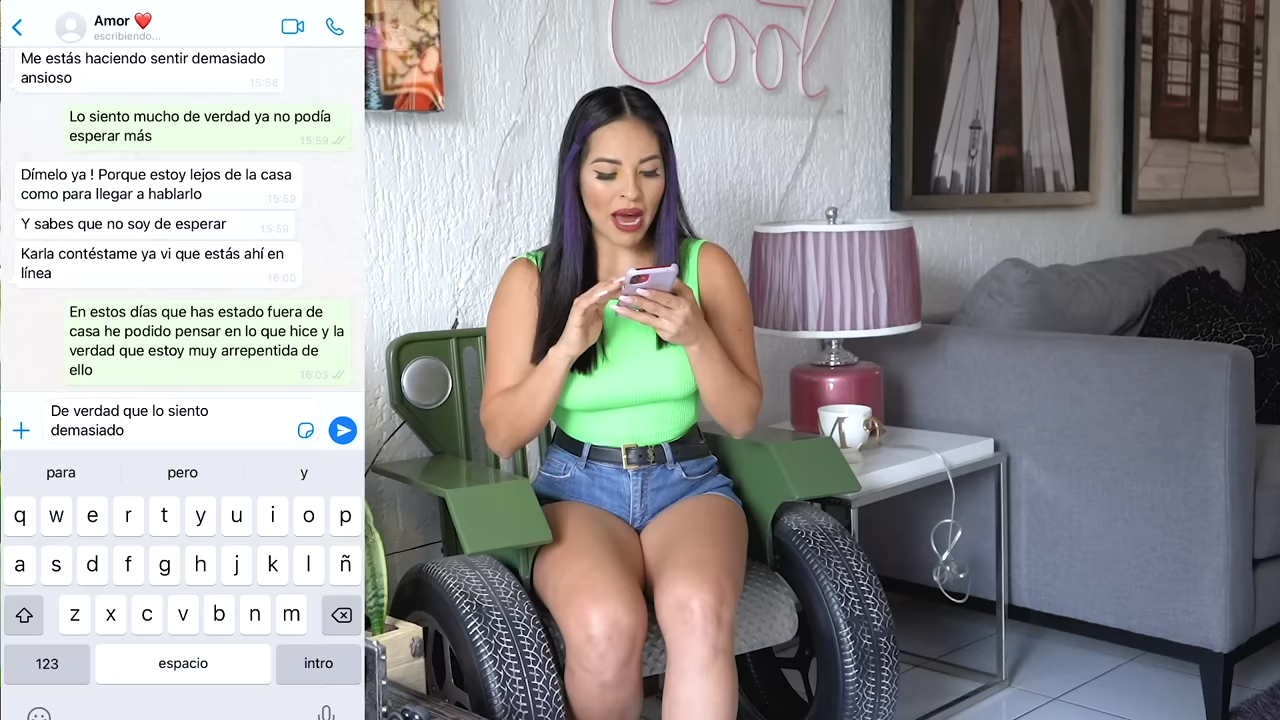 Amor ❤️
escribiendo...
Me estás haciendo sentir demasiado
ansioso
15:58
Lo siento mucho de verdad ya no podía
esperar más
15:59
Dímelo ya ! Porque estoy lejos de la casa
como para llegar a hablarlo
15:59
Y sabes que no soy de esperar
15:59
Karla contéstame ya vi que estás ahí en
línea
16:00
En estos días que has estado fuera de
casa he podido pensar en lo que hice y la
verdad que estoy muy arrepentida de
ello
16:03
De verdad que lo siento
demasiado
para pero y
q w e r t y u i o p
a s d f g h j k l ñ
z x c v b n m
123 espacio intro
Cool